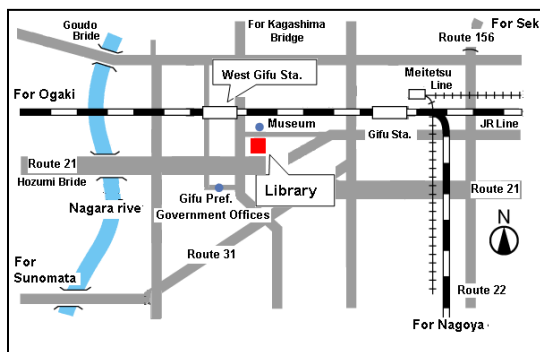 Goudo
Bride
For Kagashima
Bridge
For Sek
Route 156
West Gifu Sta.
Meitetsu
Line
For Ogaki
Museum
Gifu Sta.
JR Line
Route 21
Hozumi Bride
Library
Route 21
Nagara rive
Gifu Pref.
Government Offices
N
Route 31
For
Sunomata
Route 22
For Nagoya